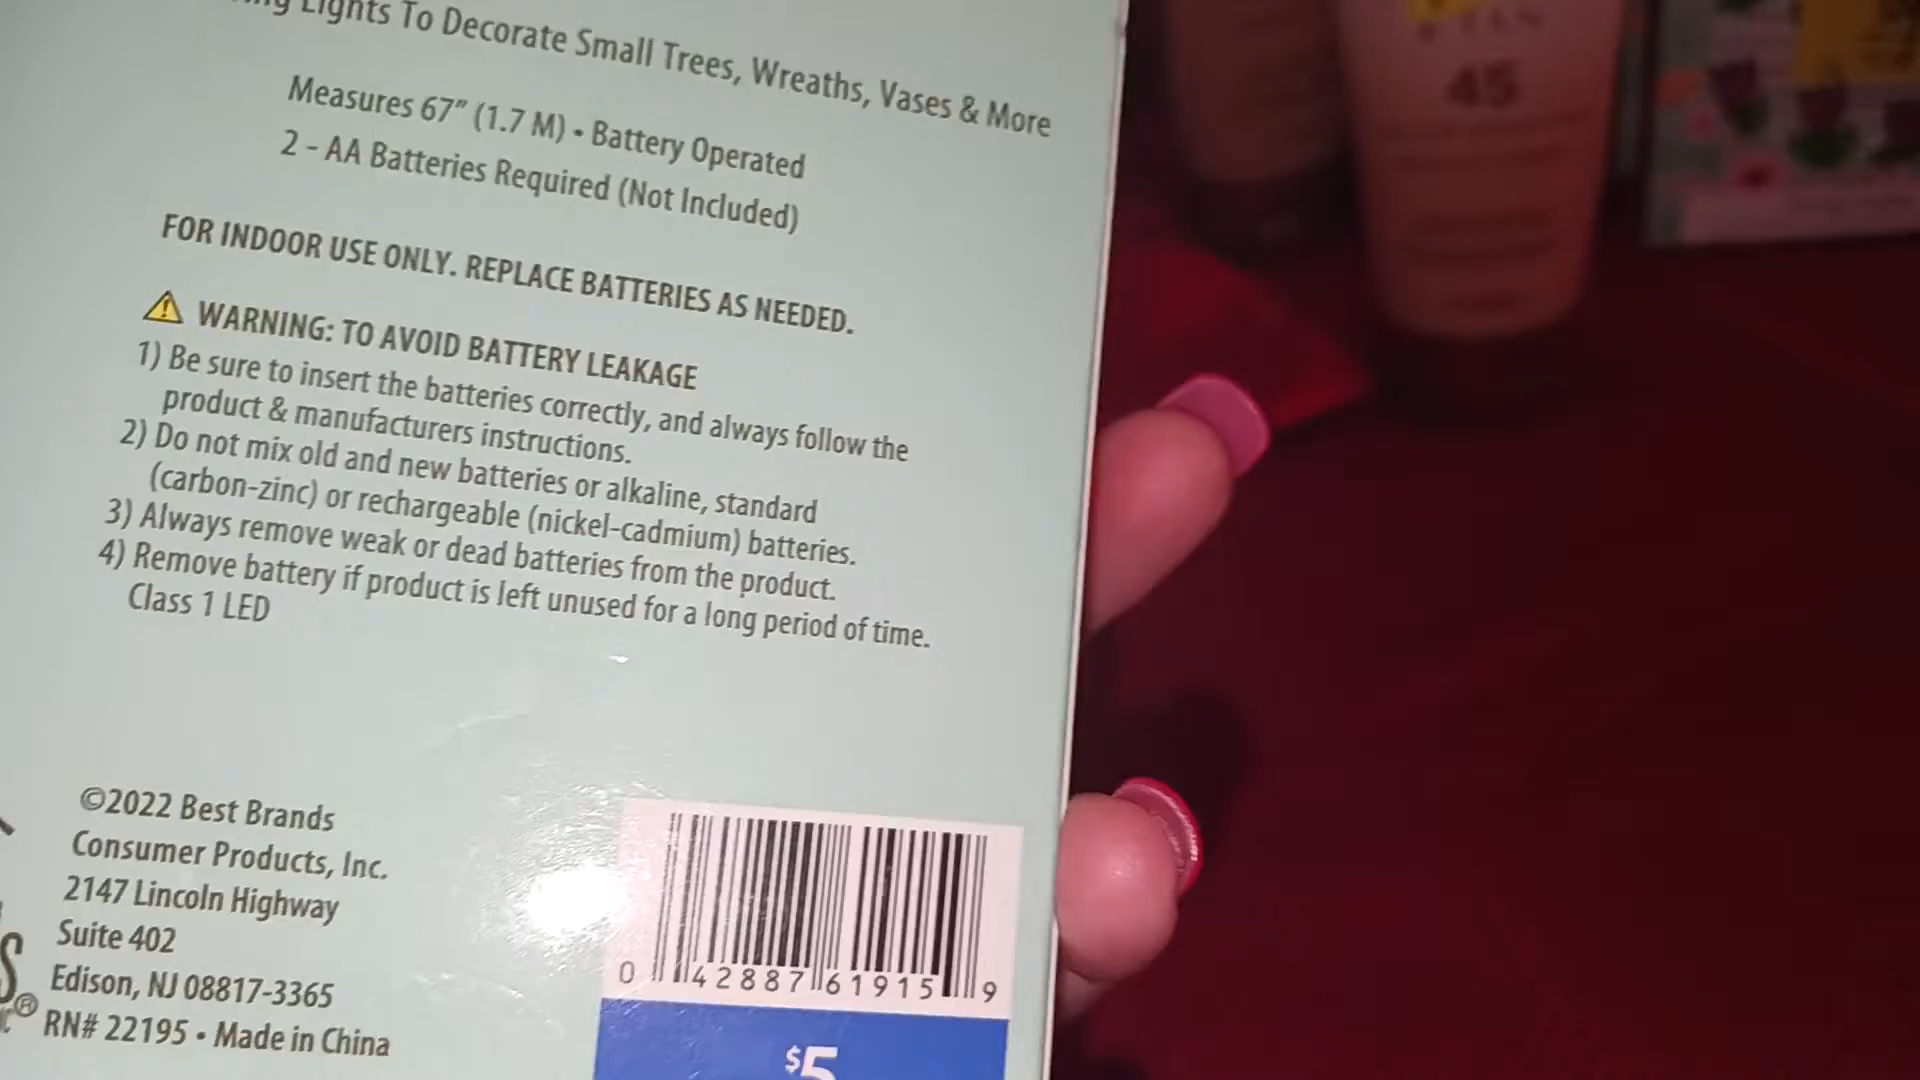 Lights To Decorate Small Trees, Wreaths, Vases & More
Measures 67” (1.7 M) • Battery Operated
2 - AA Batteries Required (Not Included)
FOR INDOOR USE ONLY. REPLACE BATTERIES AS NEEDED.
WARNING: TO AVOID BATTERY LEAKAGE
1) Be sure to insert the batteries correctly, and always follow the
product & manufacturers instructions.
2) Do not mix old and new batteries or alkaline, standard
(carbon-zinc) or rechargeable (nickel-cadmium) batteries.
3) Always remove weak or dead batteries from the product.
4) Remove battery if product is left unused for a long period of time.
Class 1 LED
©2022 Best Brands
Consumer Products, Inc.
2147 Lincoln Highway
Suite 402
Edison, NJ 08817-3365
RN# 22195 • Made in China
0 42887 61915 9
$5
45